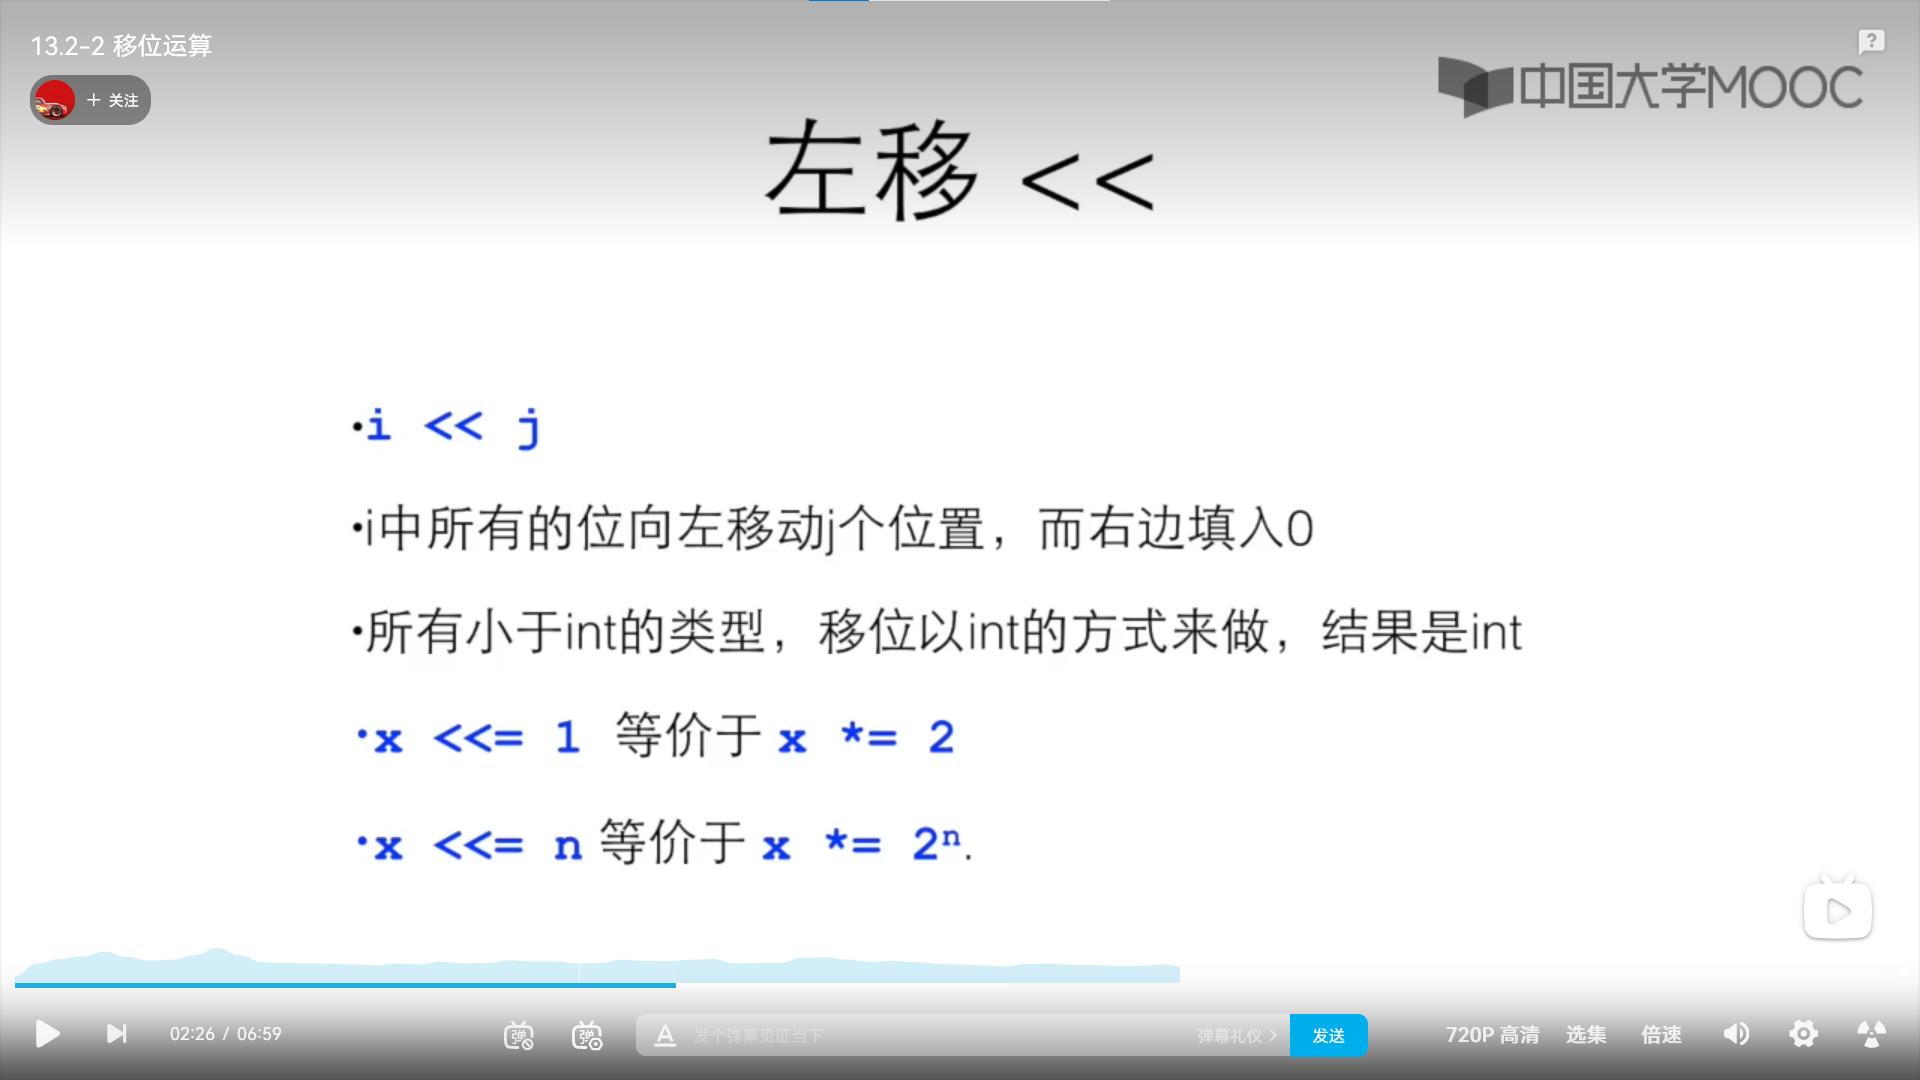 13.2-2 移位运算
+ 关注
中国大学MOOC
左移 <<
•i << j
•i中所有的位向左移动j个位置，而右边填入0
•所有小于int的类型，移位以int的方式来做，结果是int
•x <<= 1 等价于 x *= 2
•x <<= n 等价于 x *= 2ⁿ.
02:26 / 06:59
弹
弹
A 发个弹幕见证当下
弹幕礼仪 >
发送
720P 高清
选集
倍速